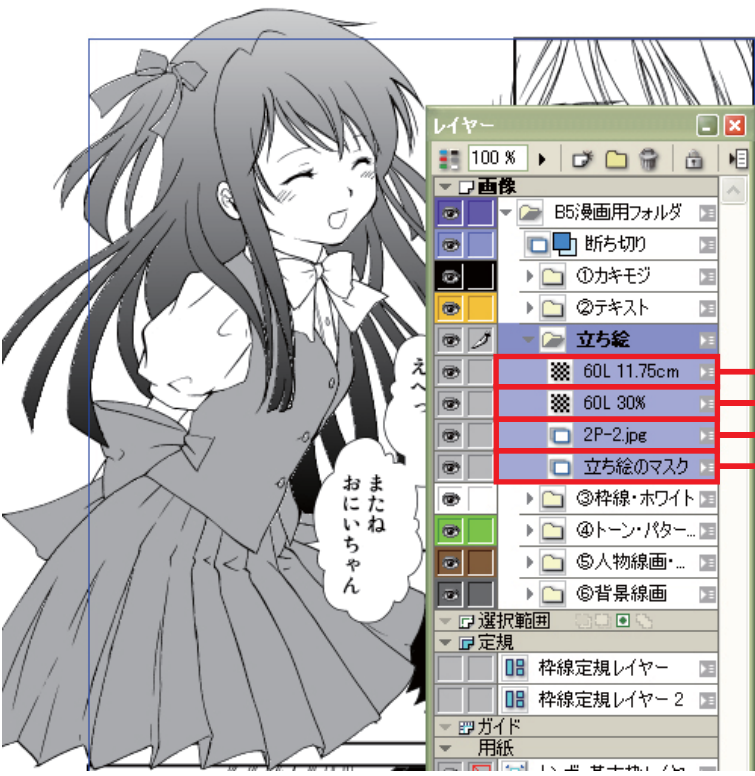 レイヤー
100 %
画像
B5漫画用フォルダ
断ち切り
①カキモジ
②テキスト
立ち絵
60L 11.75cm
60L 30%
2P-2.jpg
立ち絵のマスク
③枠線・ホワイト
④トーン・パター...
⑤人物線画・...
⑥背景線画
選択範囲
定規
枠線定規レイヤー
枠線定規レイヤー 2
ガイド
用紙
えへっ
またね
おにいちゃん